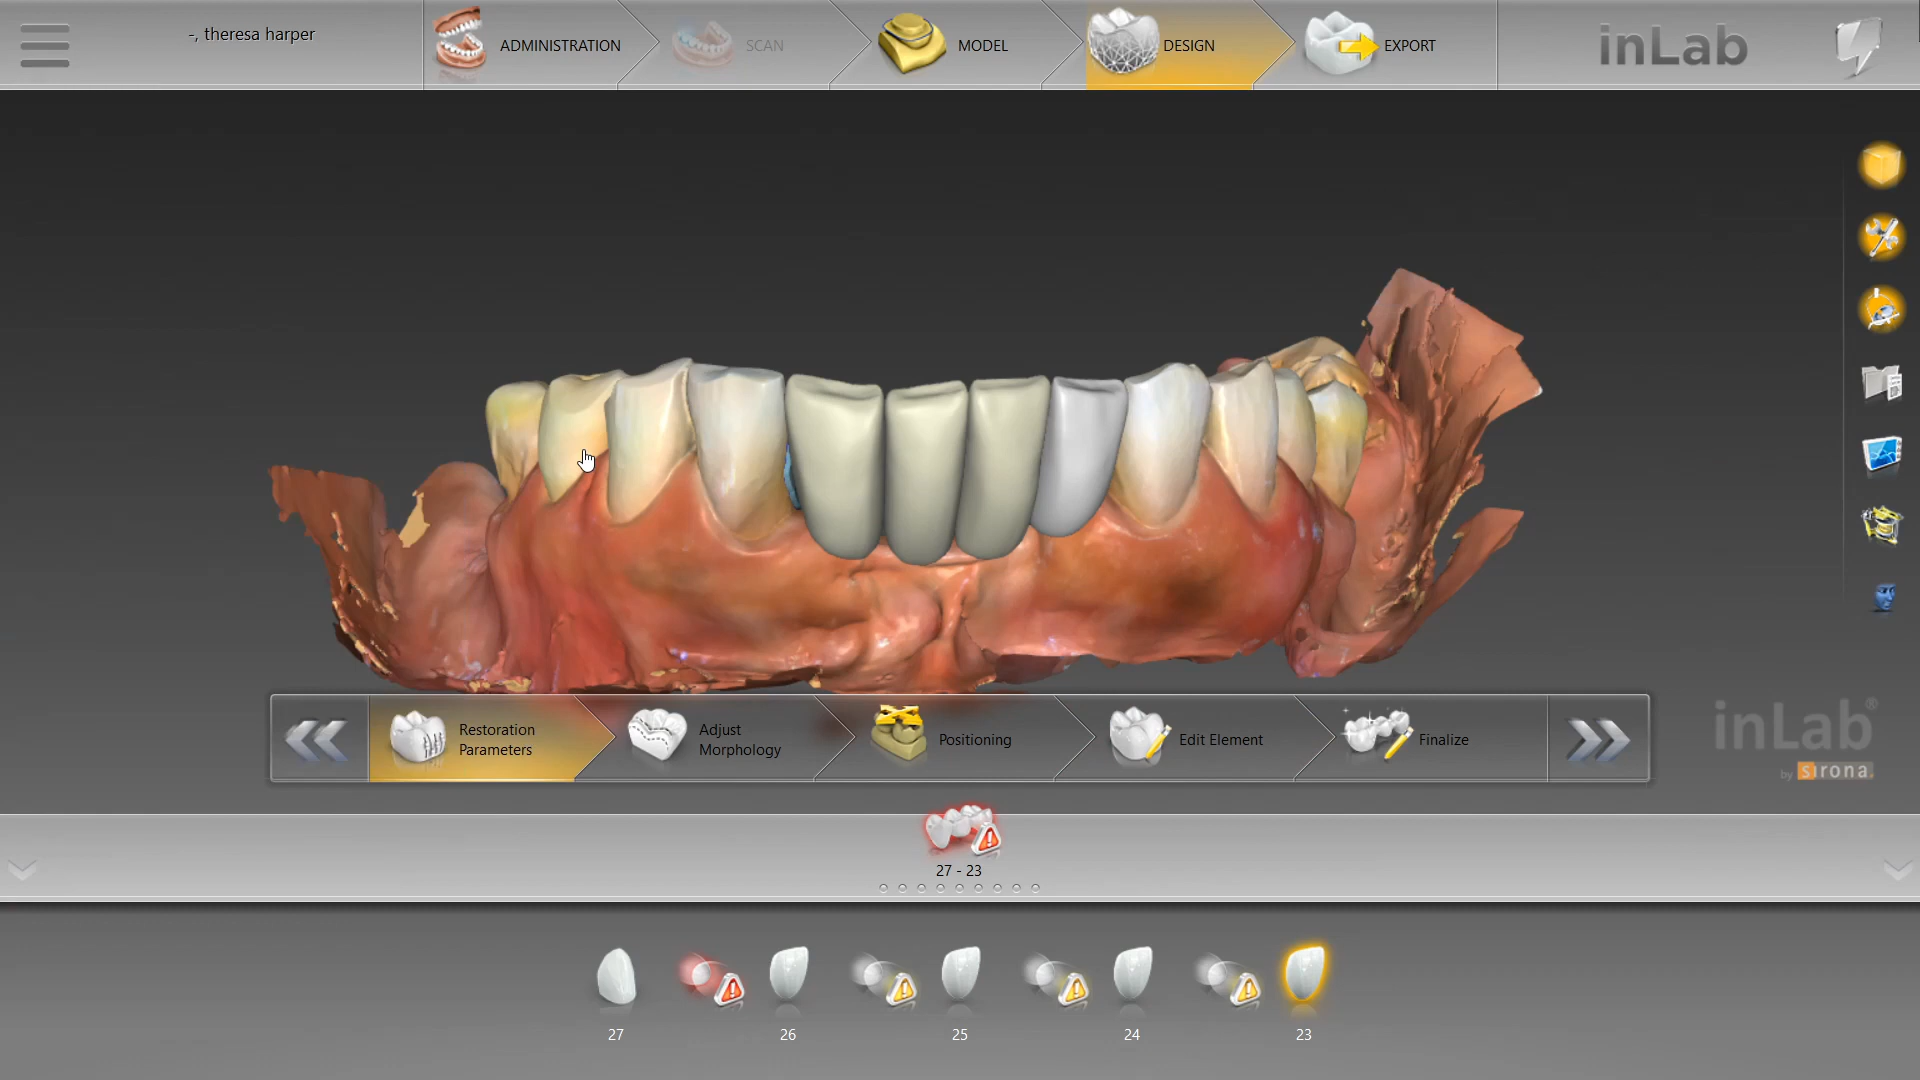 -, theresa harper
ADMINISTRATION
SCAN
MODEL
DESIGN
EXPORT
inLab
Restoration
Parameters
Adjust
Morphology
Positioning
Edit Element
Finalize
inLab®
by sirona.
27 - 23
27
26
25
24
23